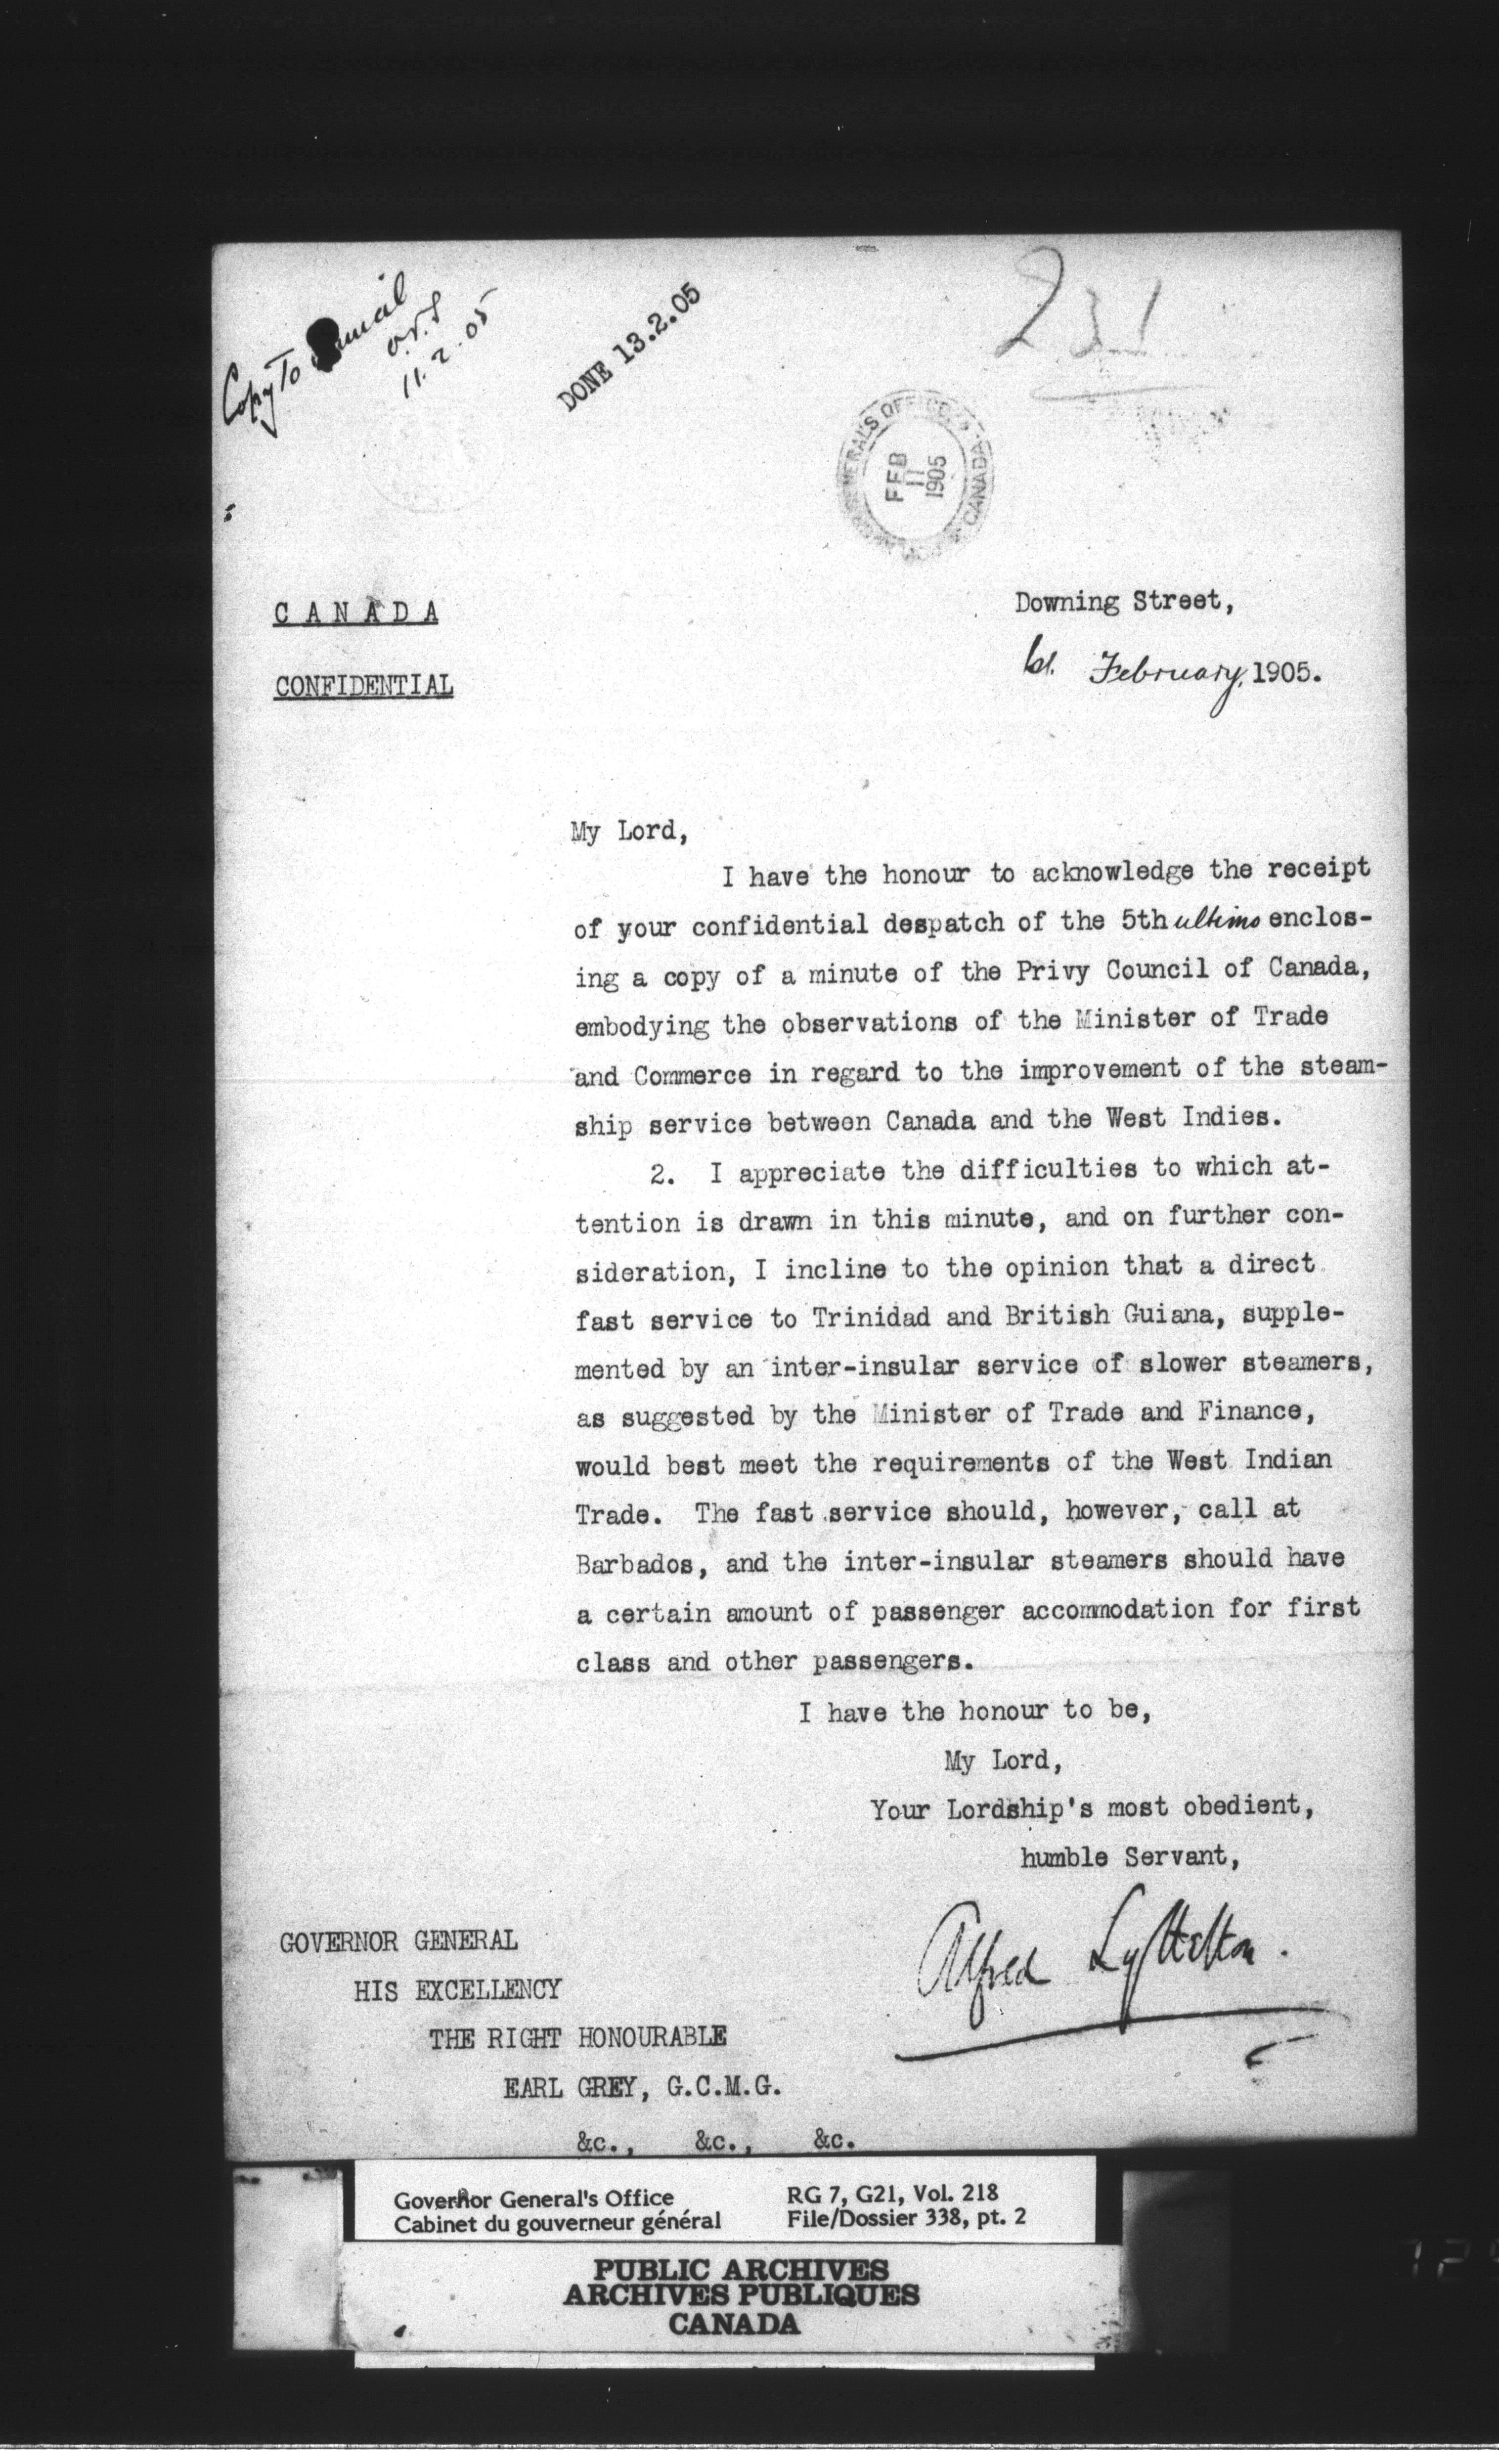 Copy To Council
11.2.05
DONE 13.2.05
231
GENERAL'S OFFICE
CANADA
FEB
11
1905
CANADA
CONFIDENTIAL
Downing Street,
1st. February, 1905.
My Lord,
I have the honour to acknowledge the receipt
of your confidential despatch of the 5th ultimo enclos-
ing a copy of a minute of the Privy Council of Canada,
embodying the observations of the Minister of Trade
and Commerce in regard to the improvement of the steam-
ship service between Canada and the West Indies.
2. I appreciate the difficulties to which at-
tention is drawn in this minute, and on further con-
sideration, I incline to the opinion that a direct
fast service to Trinidad and British Guiana, supple-
mented by an inter-insular service of slower steamers,
as suggested by the Minister of Trade and Finance,
would best meet the requirements of the West Indian
Trade. The fast service should, however, call at
Barbados, and the inter-insular steamers should have
a certain amount of passenger accommodation for first
class and other passengers.
I have the honour to be,
My Lord,
Your Lordship's most obedient,
humble Servant,
Alfred Lyttelton.
GOVERNOR GENERAL
HIS EXCELLENCY
THE RIGHT HONOURABLE
EARL GREY, G.C.M.G.
&c., &c., &c.
Governor General's Office RG 7, G21, Vol. 218
Cabinet du gouverneur général File/Dossier 338, pt. 2
PUBLIC ARCHIVES
ARCHIVES PUBLIQUES
CANADA